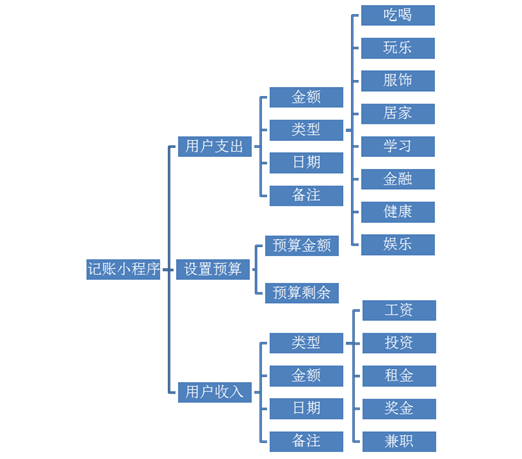 记账小程序
用户支出
金额
类型
吃喝
玩乐
服饰
居家
学习
金融
健康
娱乐
日期
备注
设置预算
预算金额
预算剩余
用户收入
类型
工资
投资
租金
奖金
兼职
金额
日期
备注